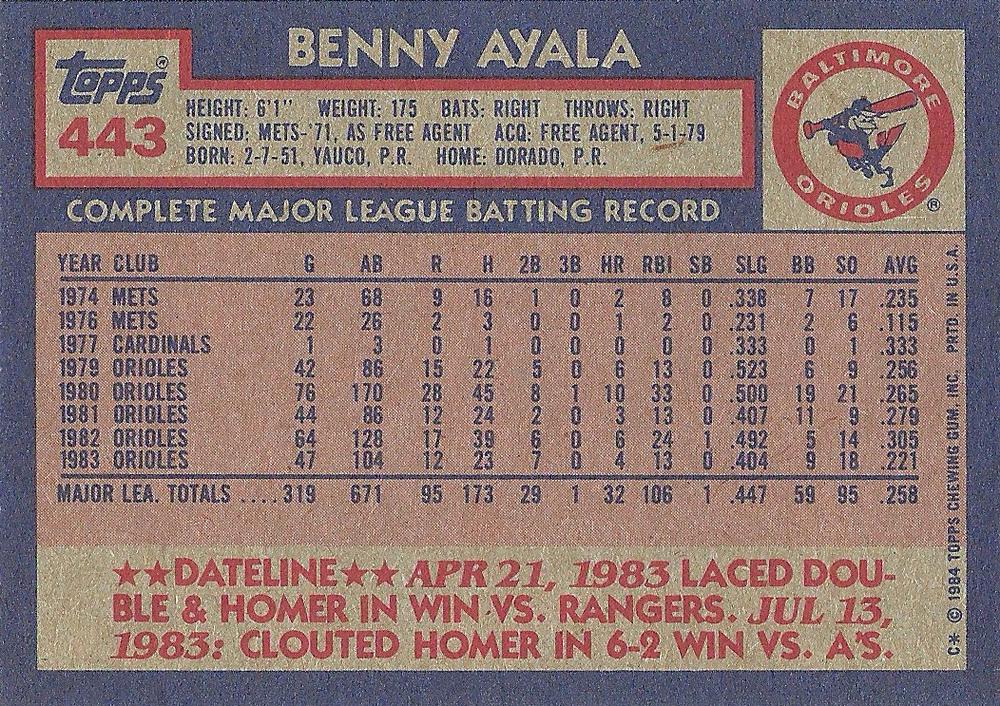 BENNY AYALA
Topps®
443
HEIGHT: 6'1" WEIGHT: 175 BATS: RIGHT THROWS: RIGHT
SIGNED: METS-'71, AS FREE AGENT ACQ: FREE AGENT, 5-1-79
BORN: 2-7-51, YAUCO, P.R. HOME: DORADO, P.R.
BALTIMORE
ORIOLES ®
COMPLETE MAJOR LEAGUE BATTING RECORD
YEAR CLUB G AB R H 2B 3B HR RBI SB SLG BB SO AVG
1974 METS 23 68 9 16 1 0 2 8 0 .338 7 17 .235
1976 METS 22 26 2 3 0 0 1 2 0 .231 2 6 .115
1977 CARDINALS 1 3 0 1 0 0 0 0 0 .333 0 1 .333
1979 ORIOLES 42 86 15 22 5 0 6 13 0 .523 6 9 .256
1980 ORIOLES 76 170 28 45 8 1 10 33 0 .500 19 21 .265
1981 ORIOLES 44 86 12 24 2 0 3 13 0 .407 11 9 .279
1982 ORIOLES 64 128 17 39 6 0 6 24 1 .492 5 14 .305
1983 ORIOLES 47 104 12 23 7 0 4 13 0 .404 9 18 .221
MAJOR LEA. TOTALS ....319 671 95 173 29 1 32 106 1 .447 59 95 .258
★★DATELINE★★ APR 21, 1983 LACED DOU-
BLE & HOMER IN WIN VS. RANGERS. JUL 13,
1983: CLOUTED HOMER IN 6-2 WIN VS. A'S.
C* © 1984 TOPPS CHEWING GUM, INC. PRTD. IN U.S.A.